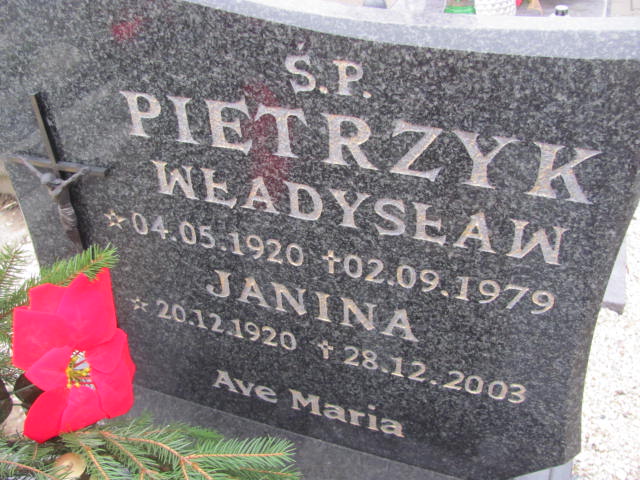 Ś.P.
PIETRZYK
WŁADYSŁAW
☆ 04.05.1920 ✝ 02.09.1979
JANINA
☆ 20.12.1920 ✝ 28.12.2003
Ave Maria